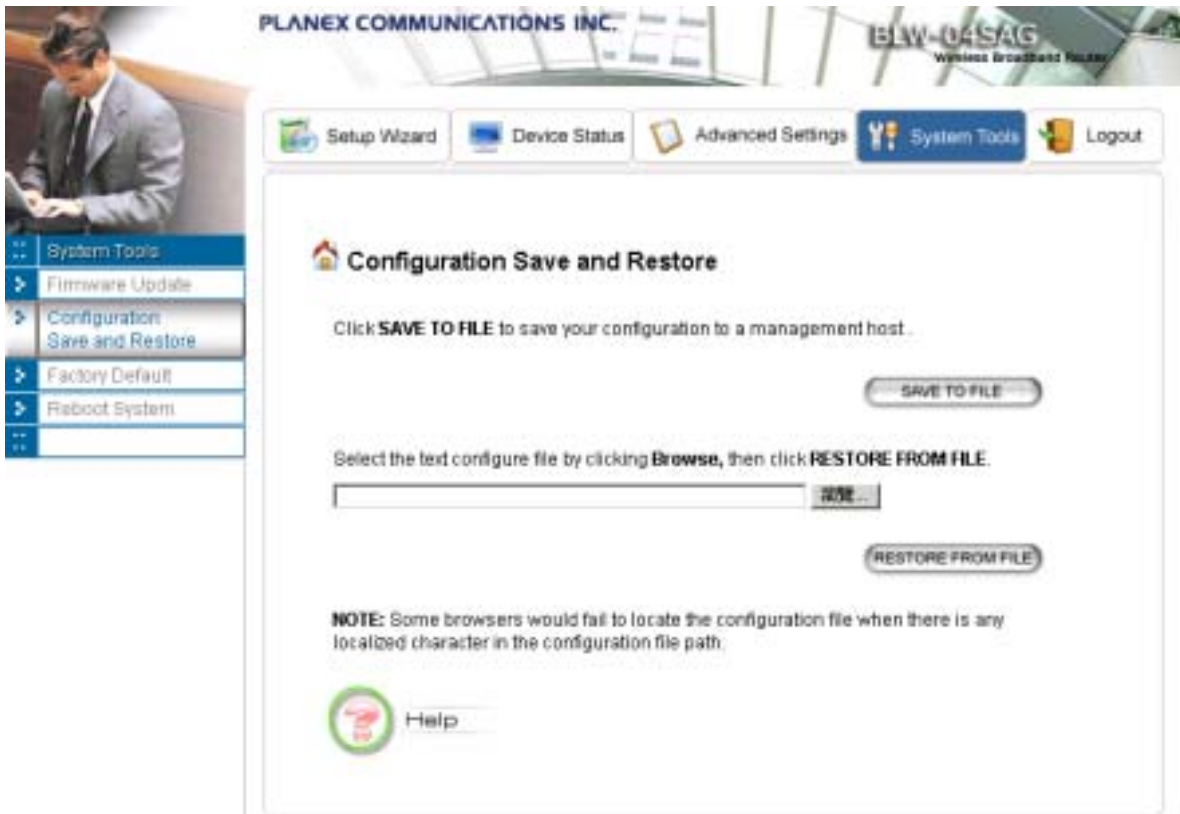 PLANEX COMMUNICATIONS INC.
BLW-04SAG
Wireless Broadband Router
Setup Wizard
Device Status
Advanced Settings
System Tools
Logout
System Tools
Firmware Update
Configuration
Save and Restore
Factory Default
Reboot System
Configuration Save and Restore
Click SAVE TO FILE to save your configuration to a management host .
SAVE TO FILE
Select the text configure file by clicking Browse, then click RESTORE FROM FILE.
瀏覽...
RESTORE FROM FILE
NOTE: Some browsers would fail to locate the configuration file when there is any
localized character in the configuration file path.
Help